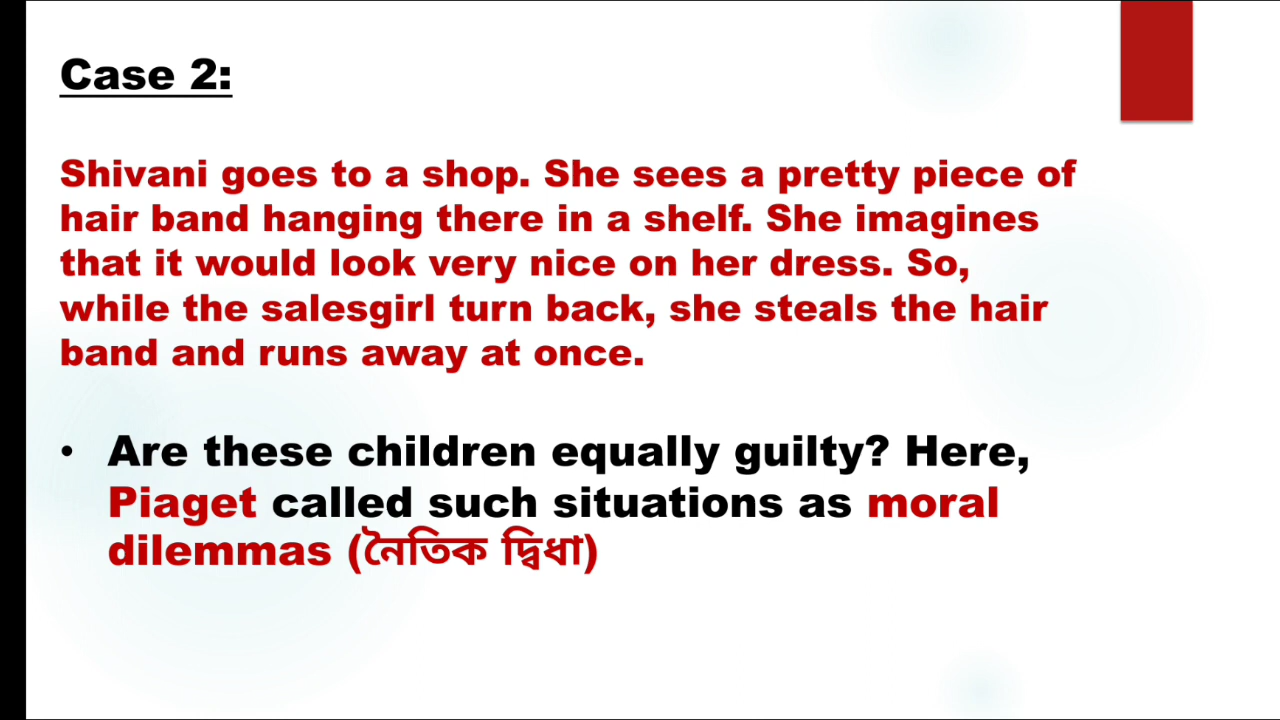 Case 2:
Shivani goes to a shop. She sees a pretty piece of
hair band hanging there in a shelf. She imagines
that it would look very nice on her dress. So,
while the salesgirl turn back, she steals the hair
band and runs away at once.
• Are these children equally guilty? Here,
Piaget called such situations as moral
dilemmas (নৈতিক দ্বিধা)